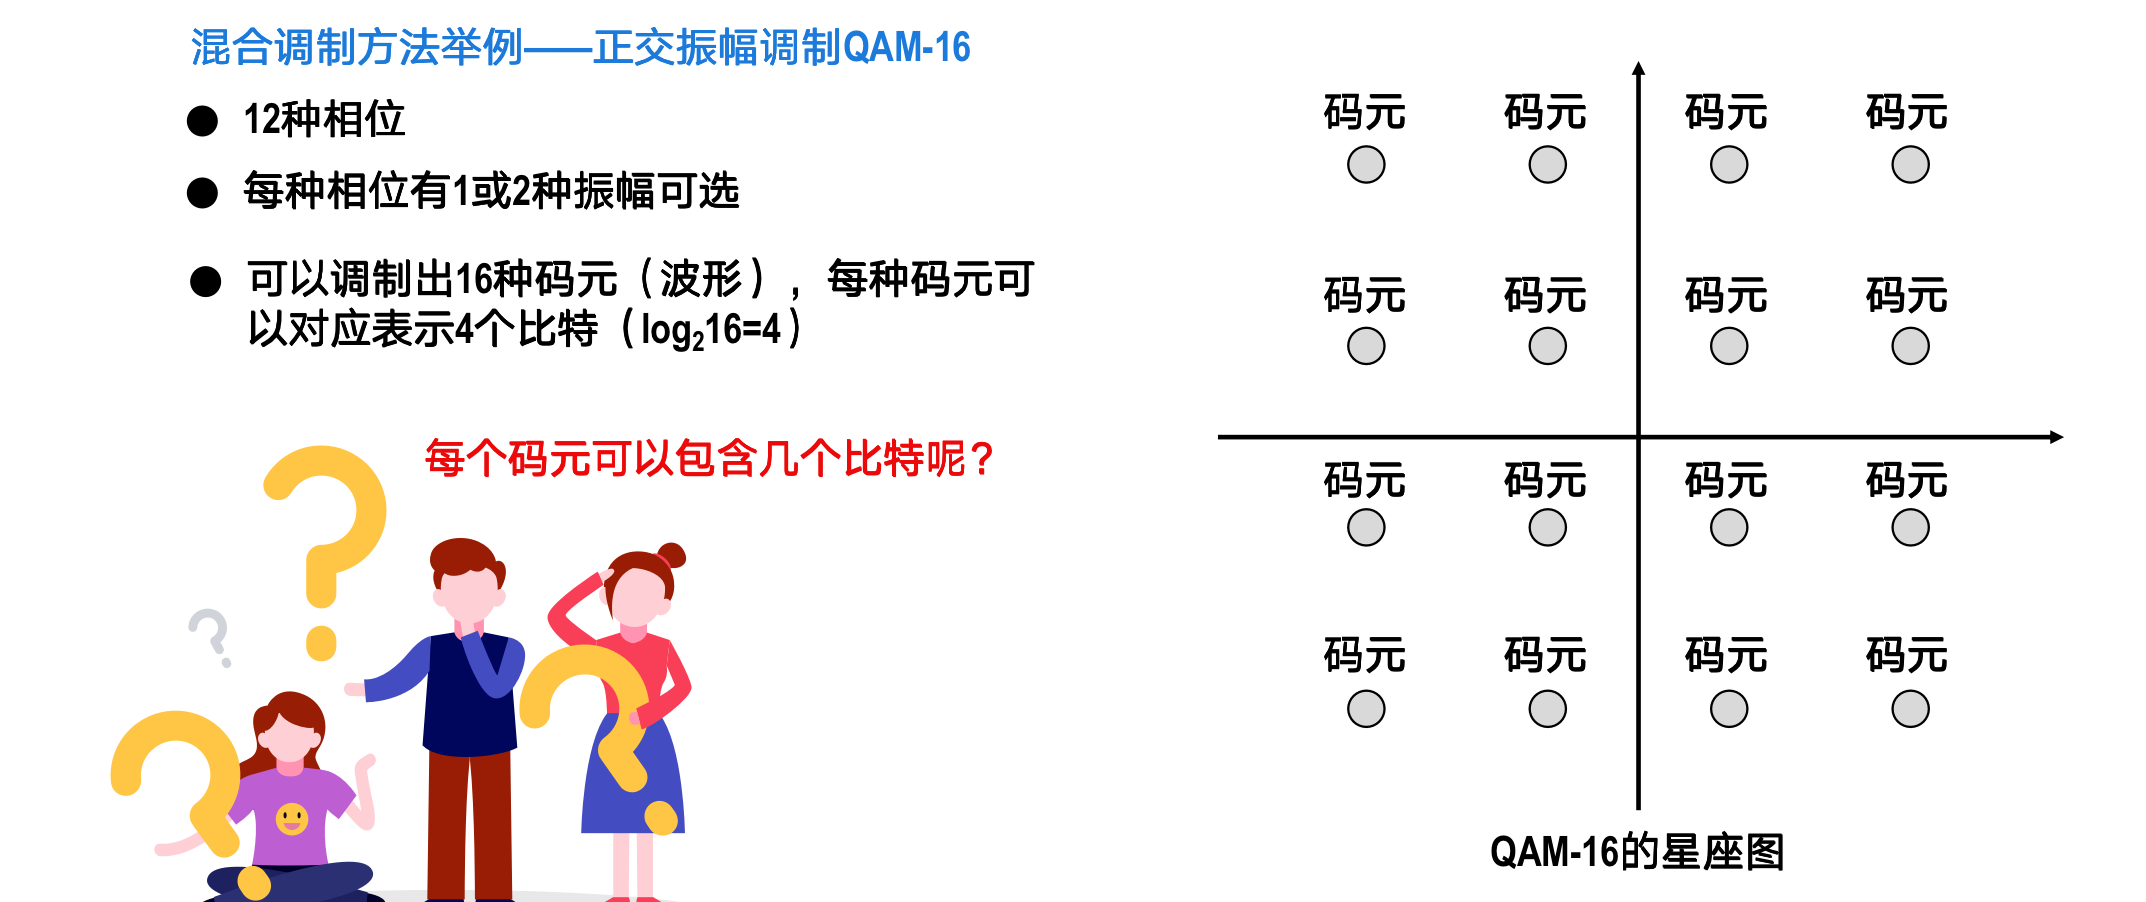 混合调制方法举例——正交振幅调制QAM-16
● 12种相位
● 每种相位有1或2种振幅可选
● 可以调制出16种码元（波形），每种码元可
以对应表示4个比特（log₂16=4）
每个码元可以包含几个比特呢？
码元 码元 码元 码元
码元 码元 码元 码元
码元 码元 码元 码元
码元 码元 码元 码元
QAM-16的星座图